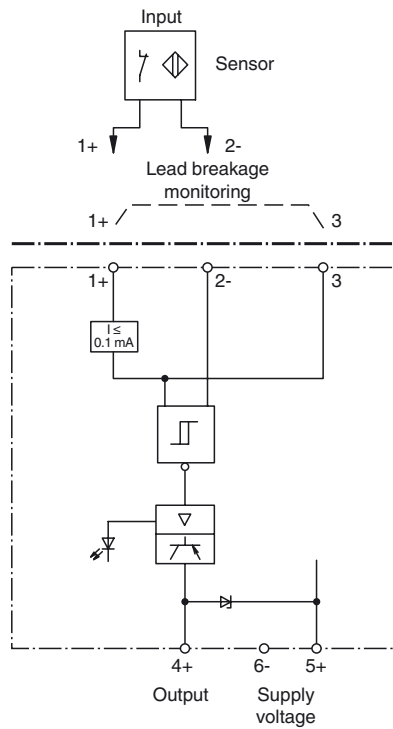 Input
Sensor
1+
2-
Lead breakage
monitoring
1+
3
1+
2-
3
I ≤
0.1 mA
4+
6-
5+
Output
Supply
voltage